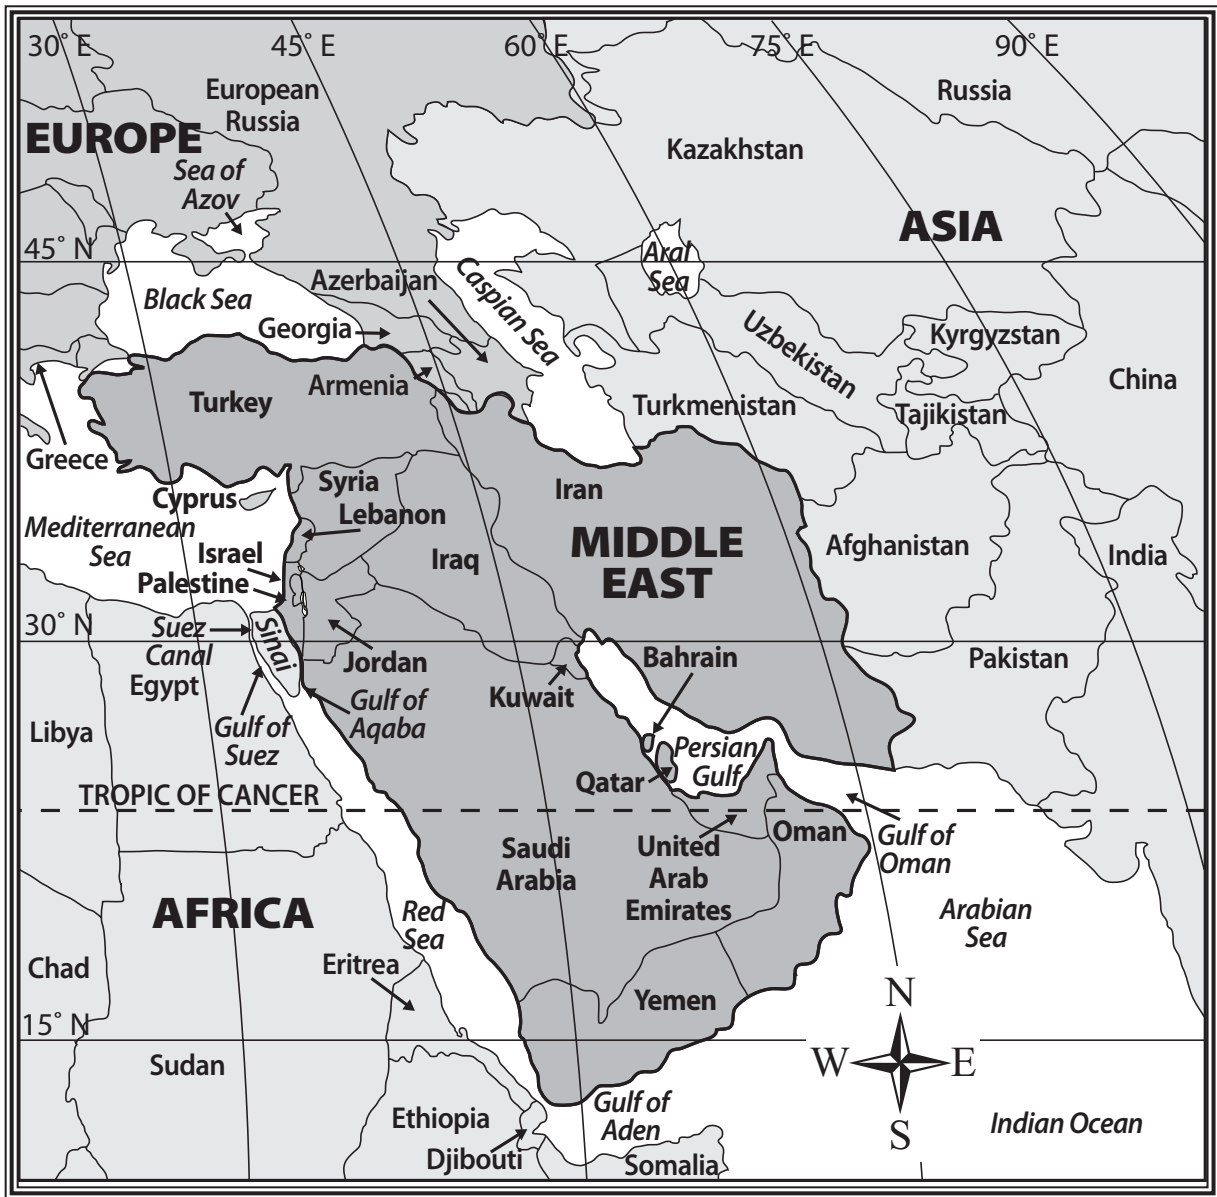 30° E
45° E
60° E
75° E
90° E
European
Russia
Russia
EUROPE
Kazakhstan
Sea of
Azov
ASIA
45° N
Aral
Sea
Azerbaijan
Caspian Sea
Black Sea
Georgia
Uzbekistan
Kyrgyzstan
Armenia
China
Turkey
Turkmenistan
Tajikistan
Greece
Syria
Iran
Cyprus
Lebanon
Mediterranean
Sea
MIDDLE
EAST
Afghanistan
India
Israel
Iraq
Palestine
30° N
Suez
Canal
Sinai
Jordan
Bahrain
Pakistan
Egypt
Kuwait
Gulf of
Aqaba
Libya
Gulf of
Suez
Persian
Gulf
Qatar
TROPIC OF CANCER
Saudi
Arabia
United
Arab
Emirates
Oman
Gulf of
Oman
AFRICA
Red
Sea
Arabian
Sea
Chad
Eritrea
Yemen
N
15° N
W
E
Sudan
S
Ethiopia
Gulf of
Aden
Indian Ocean
Djibouti
Somalia